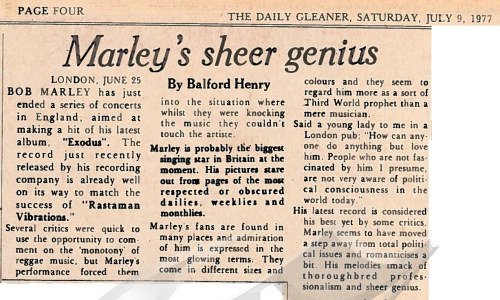 PAGE FOUR
THE DAILY GLEANER, SATURDAY, JULY 9, 1977
Marley's sheer genius
LONDON, JUNE 25
BOB MARLEY has just
ended a series of concerts
in England, aimed at
making a hit of his latest
album, "Exodus". The
record just recently
released by his recording
company is already well
on its way to match the
success of "Rastaman
Vibrations."
Several critics were quick to
use the opportunity to com-
ment on the 'monotony' of
reggae music, but Marley's
performance forced them
By Balford Henry
into the situation where
whilst they were knocking
the music they couldn't
touch the artiste.
Marley is probably the biggest
singing star in Britain at the
moment. His pictures stare
out from pages of the most
respected or obscured
dailies, weeklies and
monthlies.
Marley's fans are found in
many places and admiration
of him is expressed in the
most glowing terms. They
come in different sizes and
colours and they seem to
regard him more as a sort of
Third World prophet than a
mere musician.
Said a young lady to me in a
London pub: "How can any-
one do anything but love
him. People who are not fas-
cinated by him I presume,
are not very aware of politi-
cal consciousness in the
world today."
His latest record is considered
his best yet by some critics.
Marley seems to have moved
a step away from total politi-
cal issues and romanticises a
bit. His melodies smack of
thoroughbred profes-
sionalism and sheer genius.